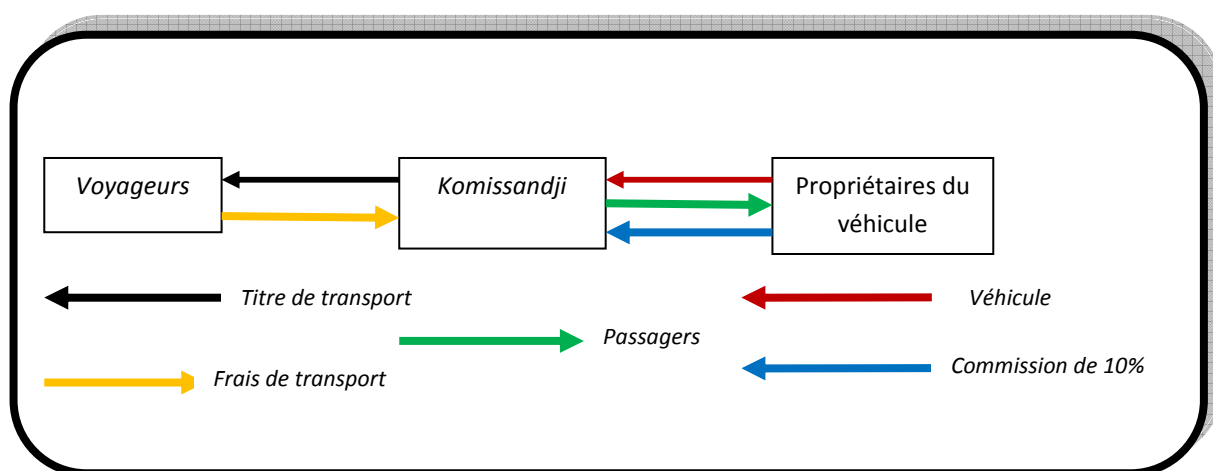 Voyageurs
Komissandji
Propriétaires du
véhicule
Titre de transport
Véhicule
Passagers
Frais de transport
Commission de 10%